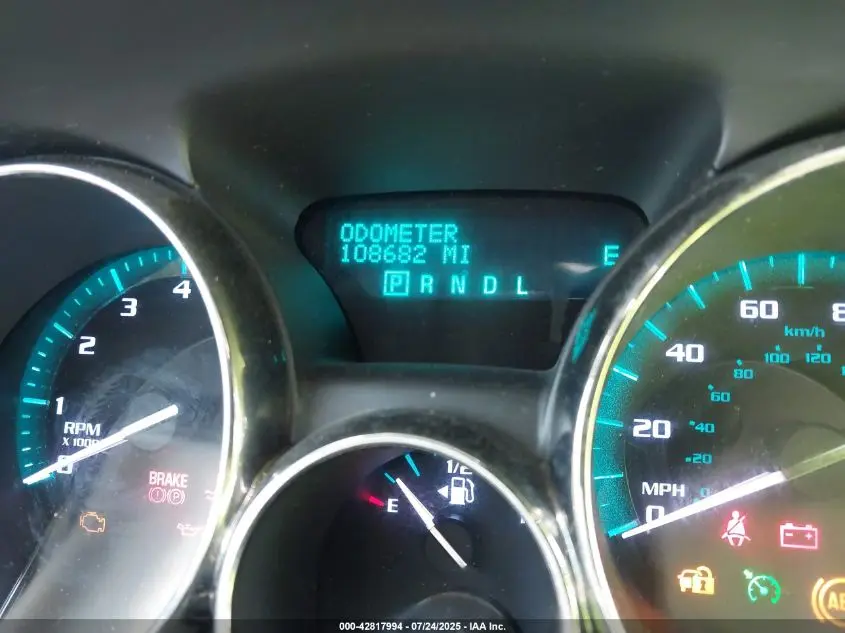 ODOMETER
108682 MI
E
P R N D L
4
3
2
1
RPM
X 1000
0
BRAKE
P
1/2
E
60
40
20
MPH
0
km/h
120
100
80
60
40
20
0
000-42817994 - 07/24/2025 - IAA Inc.